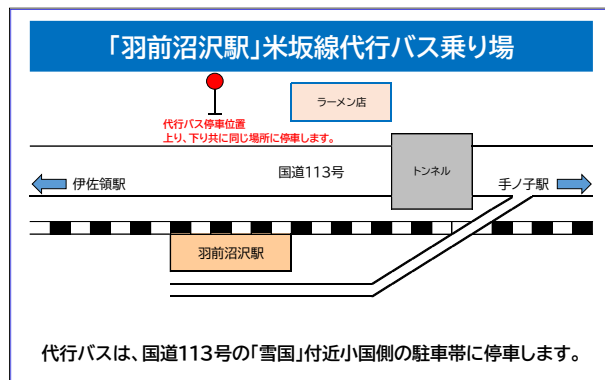 「羽前沼沢駅」米坂線代行バス乗り場
ラーメン店
代行バス停車位置
上り、下り共に同じ場所に停車します。
国道113号
トンネル
伊佐領駅
手ノ子駅
羽前沼沢駅
代行バスは、国道113号の「雪国」付近小国側の駐車帯に停車します。